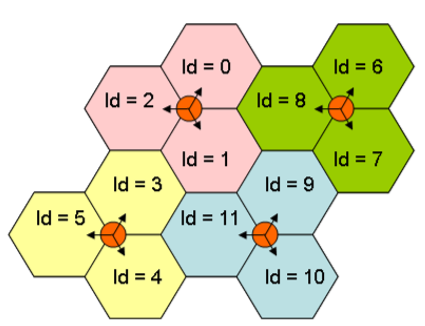 Id = 0
Id = 6
Id = 2
Id = 8
Id = 1
Id = 7
Id = 3
Id = 9
Id = 5
Id = 11
Id = 4
Id = 10